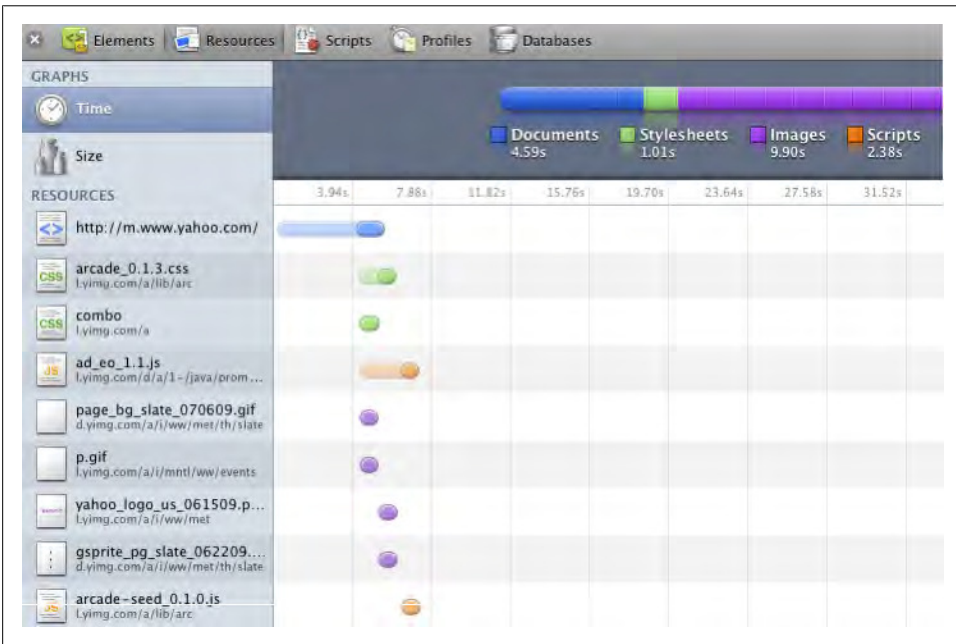 Elements Resources Scripts Profiles Databases
GRAPHS
Time
Size
Documents Stylesheets Images Scripts
4.59s 1.01s 9.90s 2.38s
RESOURCES
3.94s 7.88s 11.82s 15.76s 19.70s 23.64s 27.58s 31.52s
http://m.www.yahoo.com/
arcade_0.1.3.css
l.yimg.com/a/lib/arc
combo
l.yimg.com/a
ad_eo_1.1.js
l.yimg.com/d/a/1-/java/prom...
page_bg_slate_070609.gif
d.yimg.com/a/i/ww/met/th/slate
p.gif
l.yimg.com/a/i/mntl/ww/events
yahoo_logo_us_061509.p...
l.yimg.com/a/i/ww/met
gsprite_pg_slate_062209....
d.yimg.com/a/i/ww/met/th/slate
arcade-seed_0.1.0.js
l.yimg.com/a/lib/arc
CSS
CSS
JS
JS